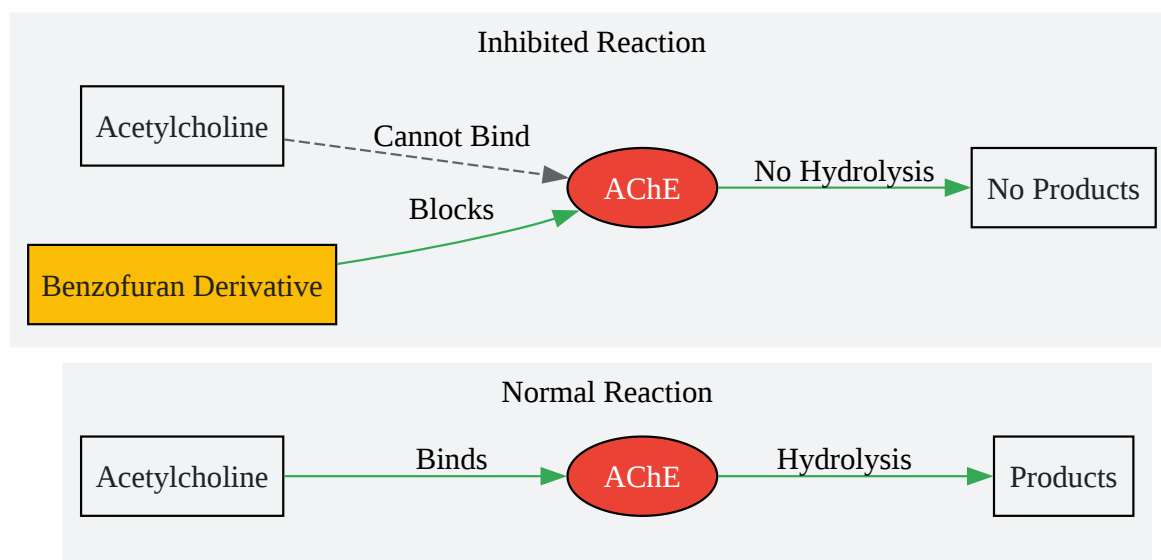 Inhibited Reaction
Acetylcholine
Cannot Bind
AChE
No Hydrolysis
No Products
Blocks
Benzofuran Derivative
Normal Reaction
Acetylcholine
Binds
AChE
Hydrolysis
Products